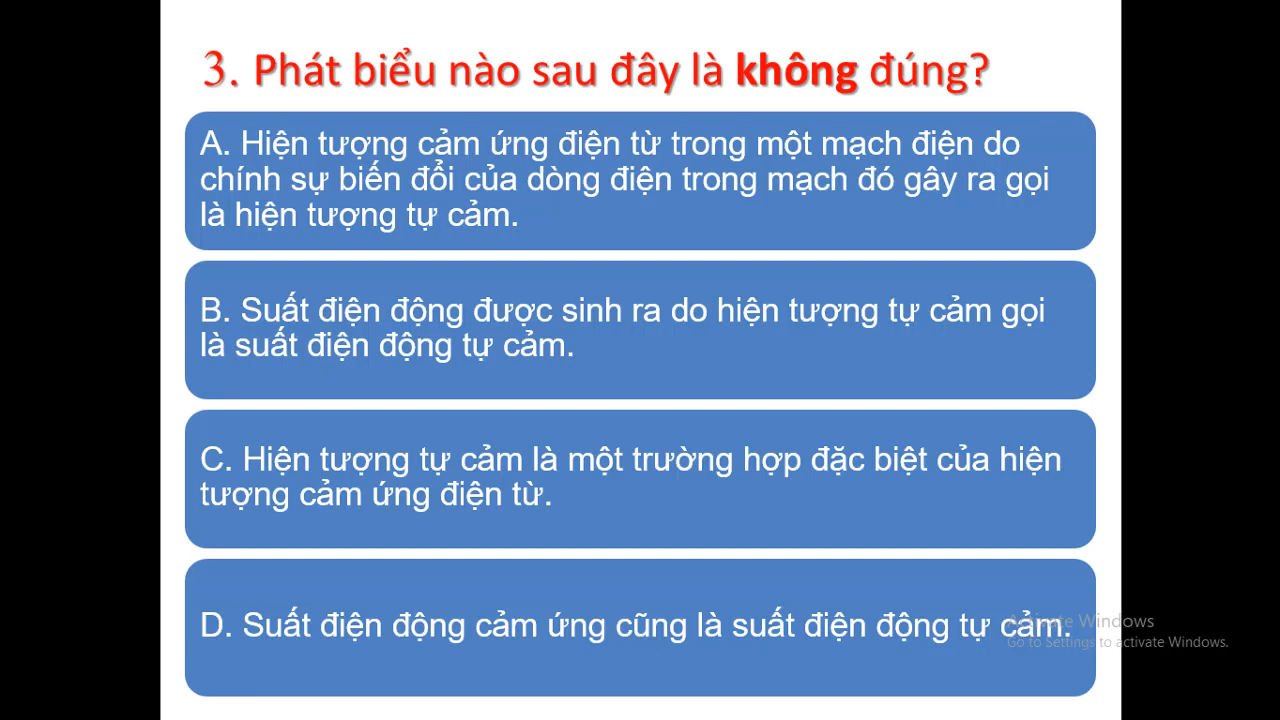 3. Phát biểu nào sau đây là không đúng?
A. Hiện tượng cảm ứng điện từ trong một mạch điện do
chính sự biến đổi của dòng điện trong mạch đó gây ra gọi
là hiện tượng tự cảm.
B. Suất điện động được sinh ra do hiện tượng tự cảm gọi
là suất điện động tự cảm.
C. Hiện tượng tự cảm là một trường hợp đặc biệt của hiện
tượng cảm ứng điện từ.
D. Suất điện động cảm ứng cũng là suất điện động tự cảm.
Activate Windows
Go to Settings to activate Windows.